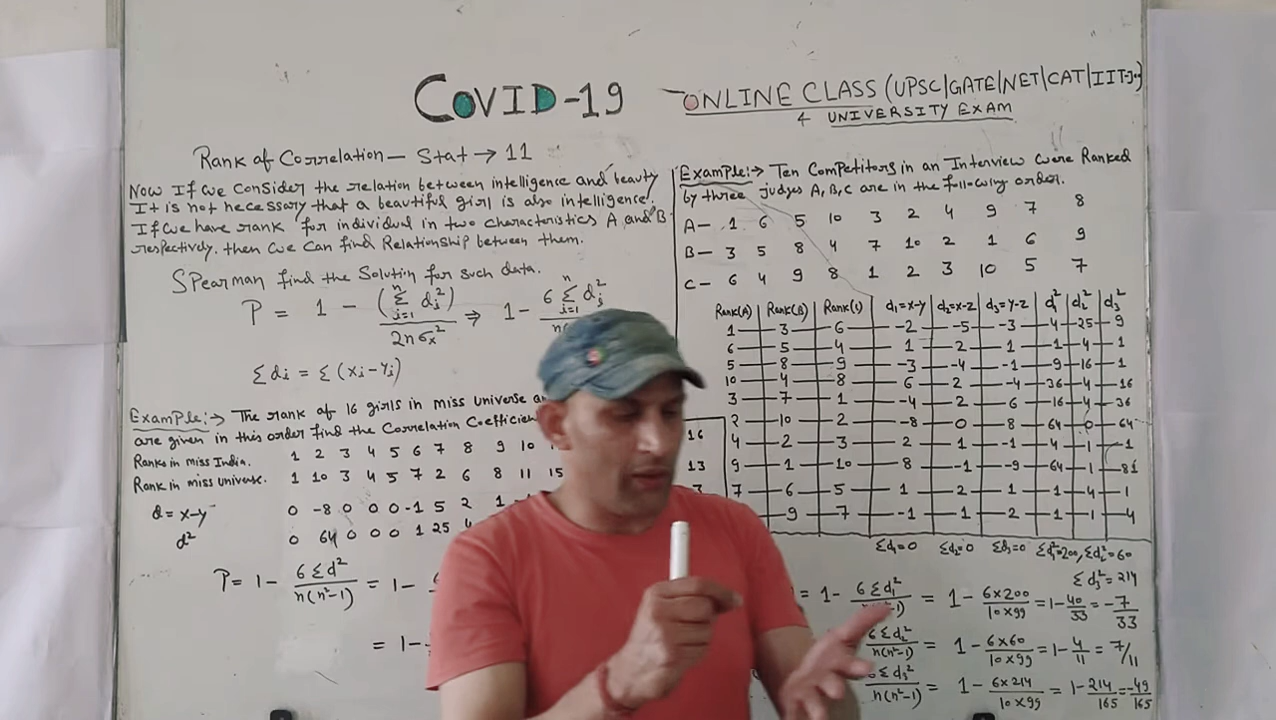 COVID-19
ONLINE CLASS (UPSC|GATE|NET|CAT|IIT-J
& UNIVERSITY EXAM
Rank of Correlation — Stat → 11
Now If we Consider the relation between intelligence and beauty
It is not necessary that a beautiful girl is also intelligence.
If we have rank for individual in two characteristics A and B
respectively. then we can find Relationship between them.
SPearman find the Solution for such data.
P = 1 - (Σ_{i=1}^{n} d_i²) / 2nσ_x² ⇒ 1 - 6 Σ_{i=1}^{n} d_i² / n(
Σdi = Σ(xi - yi)
Example:→ The rank of 16 girls in miss universe a
are given in this order find the Correlation Coefficien
Ranks in miss India. 1 2 3 4 5 6 7 8 9 10 16
Rank in miss universe. 1 10 3 4 5 7 2 6 8 11 15 13
d = x-y 0 -8 0 0 0 -1 5 2 1
d² 0 64 0 0 0 1 25 4
P = 1 - 6Σd² / n(n²-1) = 1 -
= 1 -
Example:→ Ten Competitors in an Interview were Ranked
by three judges A, B, C are in the following order.
A — 1 6 5 10 3 2 4 9 7 8
B — 3 5 8 4 7 10 2 1 6 9
C — 6 4 9 8 1 2 3 10 5 7
Rank(A) Rank(B) Rank(C) d1=x-y d2=x-z d3=y-z d1² d2² d3²
1 3 6 -2 -5 -3 4 25 9
6 5 4 1 2 1 1 4 1
5 8 9 -3 -4 -1 9 16 1
10 4 8 6 2 -4 36 4 16
3 7 1 -4 2 6 16 4 36
2 10 2 -8 0 8 64 0 64
4 2 3 2 1 -1 4 1 1
9 1 10 8 -1 -9 64 1 81
7 6 5 1 2 1 1 4 1
9 7 -1 1 2 1 1 4
Σd1=0 Σd2=0 Σd3=0 Σd1²=200, Σd2²=60
Σd3²=214
= 1 - 6Σd1² / n(n²-1) = 1 - 6×200 / 10×99 = 1 - 40/33 = -7/33
6Σd2² / n(n²-1) = 1 - 6×60 / 10×99 = 1 - 4/11 = 7/11
6Σd3² / n(n²-1) = 1 - 6×214 / 10×99 = 1 - 214/165 = -49/165